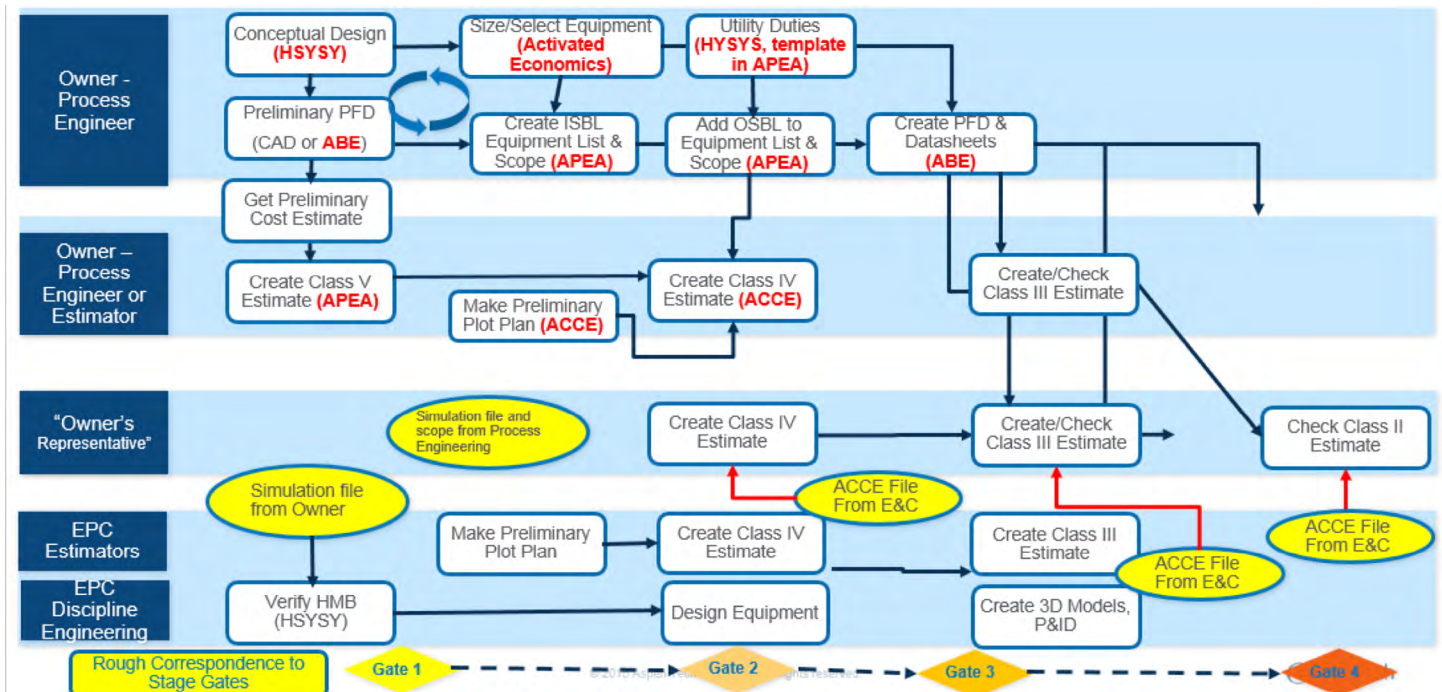 Owner -
Process
Engineer
Conceptual Design
(HSYSY)
Size/Select Equipment
(Activated
Economics)
Utility Duties
(HYSYS, template
in APEA)
Preliminary PFD
(CAD or ABE)
Create ISBL
Equipment List &
Scope (APEA)
Add OSBL to
Equipment List &
Scope (APEA)
Create PFD &
Datasheets
(ABE)
Get Preliminary
Cost Estimate
Owner –
Process
Engineer or
Estimator
Create Class V
Estimate (APEA)
Make Preliminary
Plot Plan (ACCE)
Create Class IV
Estimate (ACCE)
Create/Check
Class III Estimate
"Owner's
Representative"
Simulation file and
scope from Process
Engineering
Create Class IV
Estimate
Create/Check
Class III Estimate
Check Class II
Estimate
Simulation file
from Owner
ACCE File
From E&C
ACCE File
From E&C
EPC
Estimators
Make Preliminary
Plot Plan
Create Class IV
Estimate
Create Class III
Estimate
ACCE File
From E&C
EPC
Discipline
Engineering
Verify HMB
(HSYSY)
Design Equipment
Create 3D Models,
P&ID
Rough Correspondence to
Stage Gates
Gate 1
Gate 2
Gate 3
Gate 4
rights reserved